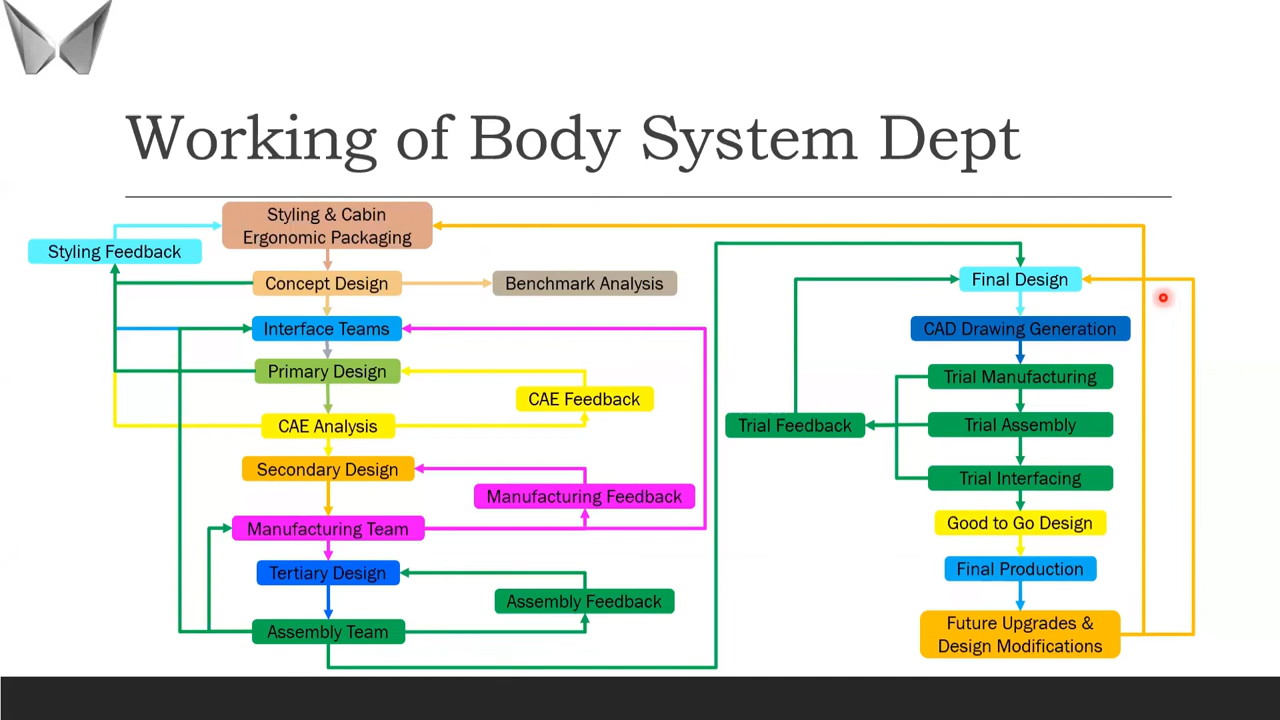 Working of Body System Dept
Styling & Cabin
Ergonomic Packaging
Styling Feedback
Concept Design
Benchmark Analysis
Interface Teams
Primary Design
CAE Feedback
CAE Analysis
Secondary Design
Manufacturing Feedback
Manufacturing Team
Tertiary Design
Assembly Feedback
Assembly Team
Final Design
CAD Drawing Generation
Trial Manufacturing
Trial Feedback
Trial Assembly
Trial Interfacing
Good to Go Design
Final Production
Future Upgrades &
Design Modifications